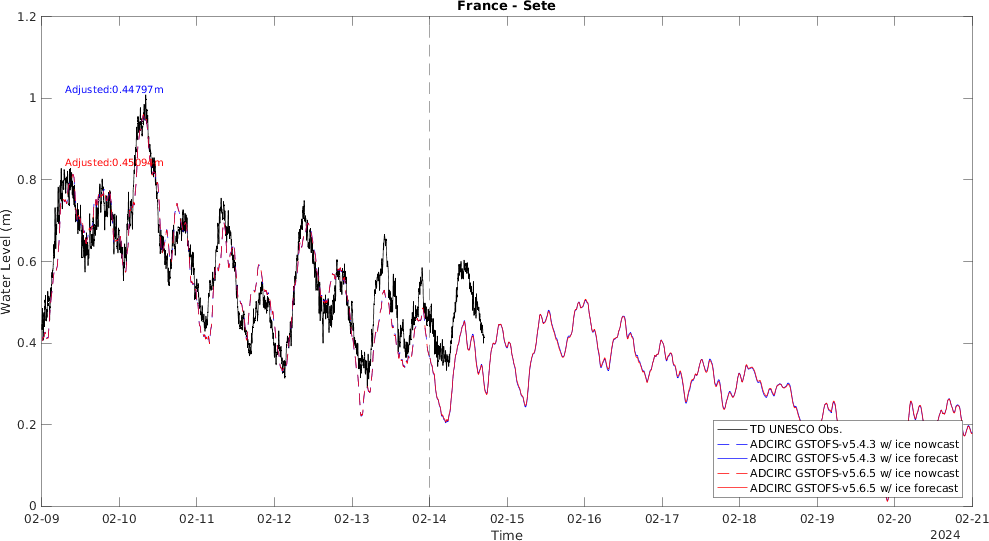 France - Sete
1.2
1
0.8
0.6
0.4
0.2
0
Water Level (m)
Adjusted:0.44797m
Adjusted:0.45094m
TD UNESCO Obs.
ADCIRC GSTOFS-v5.4.3 w/ ice nowcast
ADCIRC GSTOFS-v5.4.3 w/ ice forecast
ADCIRC GSTOFS-v5.6.5 w/ ice nowcast
ADCIRC GSTOFS-v5.6.5 w/ ice forecast
02-09 02-10 02-11 02-12 02-13 02-14 02-15 02-16 02-17 02-18 02-19 02-20 02-21
Time
2024